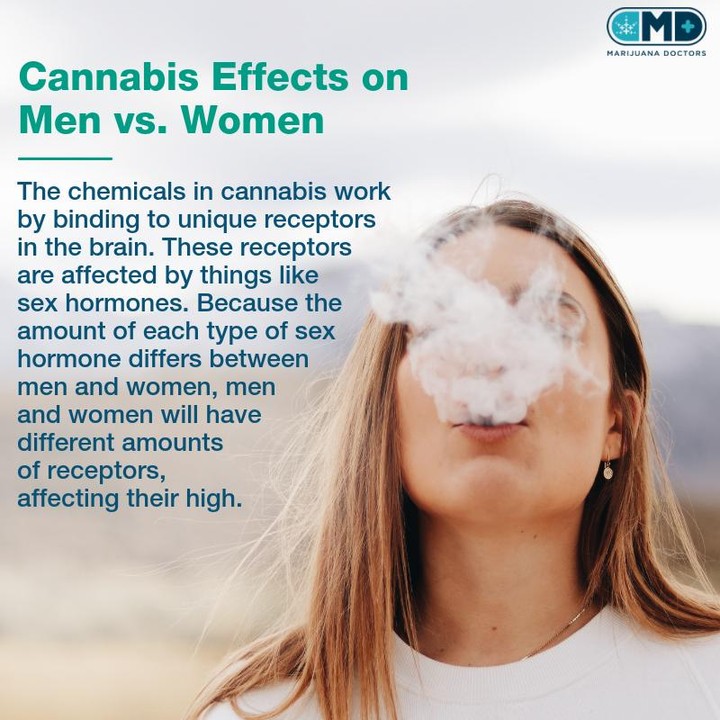 MD
MARIJUANA DOCTORS
Cannabis Effects on
Men vs. Women
The chemicals in cannabis work
by binding to unique receptors
in the brain. These receptors
are affected by things like
sex hormones. Because the
amount of each type of sex
hormone differs between
men and women, men
and women will have
different amounts
of receptors,
affecting their high.